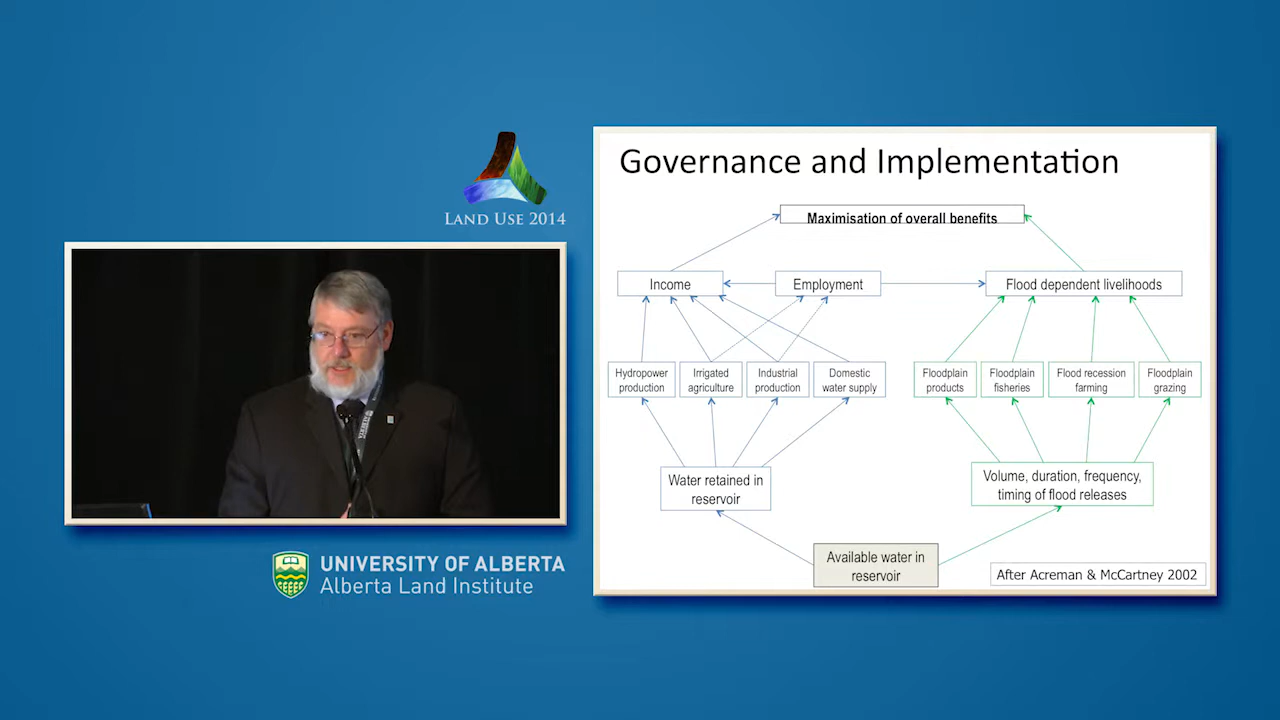 LAND USE 2014
UNIVERSITY OF ALBERTA
Alberta Land Institute
Governance and Implementation
Maximisation of overall benefits
Income
Employment
Flood dependent livelihoods
Hydropower
production
Irrigated
agriculture
Industrial
production
Domestic
water supply
Floodplain
products
Floodplain
fisheries
Flood recession
farming
Floodplain
grazing
Water retained in
reservoir
Volume, duration, frequency,
timing of flood releases
Available water in
reservoir
After Acreman & McCartney 2002